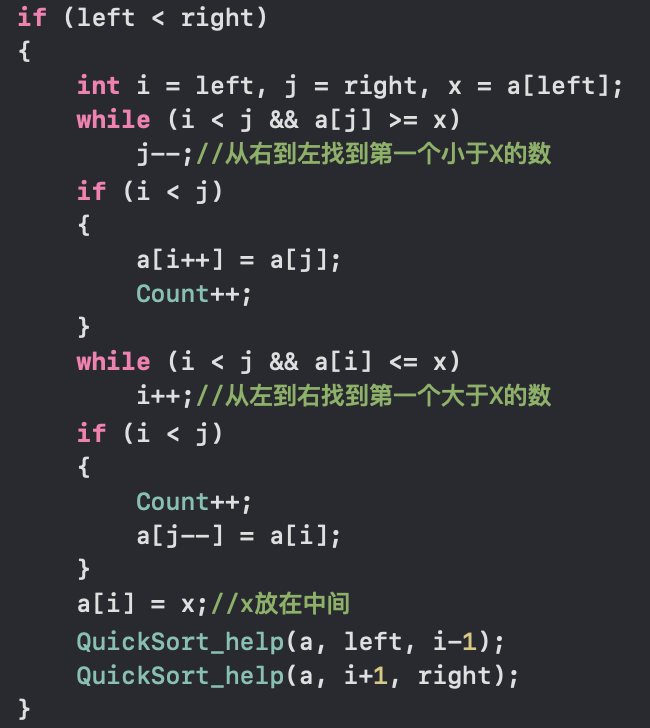 if (left < right)
{
    int i = left, j = right, x = a[left];
    while (i < j && a[j] >= x)
        j--;//从右到左找到第一个小于X的数
    if (i < j)
    {
        a[i++] = a[j];
        Count++;
    }
    while (i < j && a[i] <= x)
        i++;//从左到右找到第一个大于X的数
    if (i < j)
    {
        Count++;
        a[j--] = a[i];
    }
    a[i] = x;//x放在中间
    QuickSort_help(a, left, i-1);
    QuickSort_help(a, i+1, right);
}